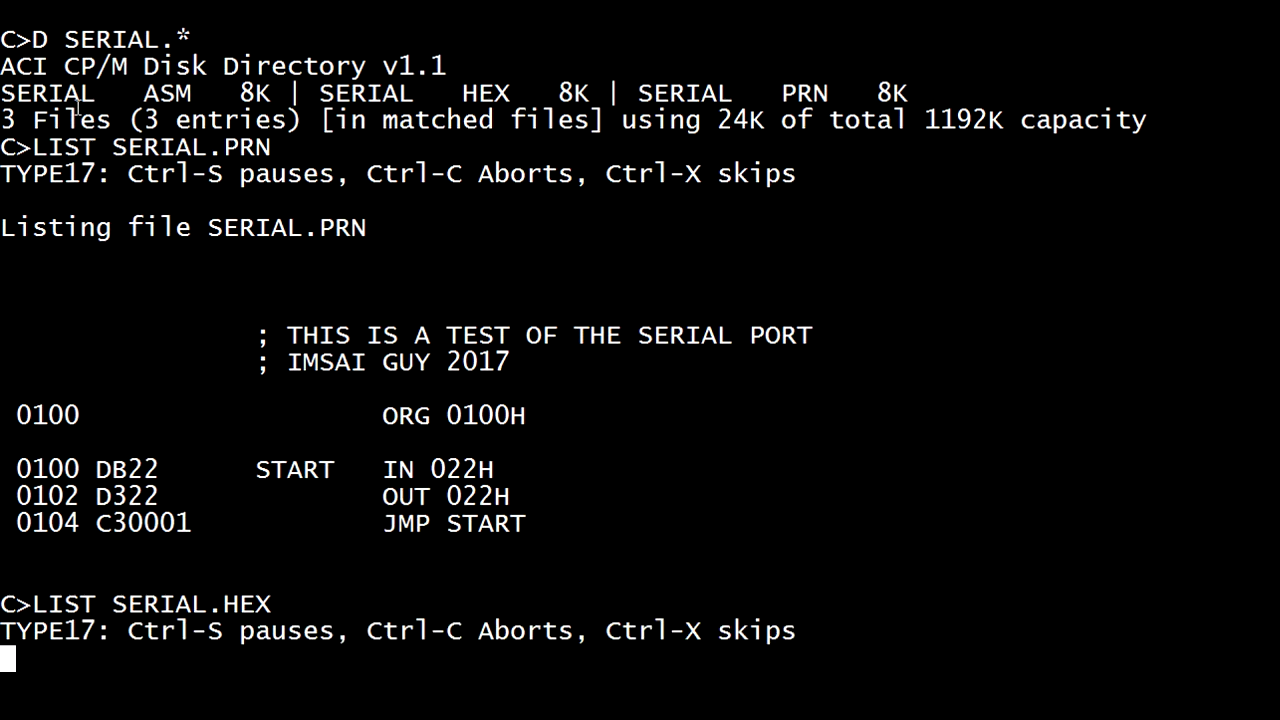 C>D SERIAL.*
ACI CP/M Disk Directory v1.1
SERIAL   ASM   8K | SERIAL   HEX   8K | SERIAL   PRN   8K
3 Files (3 entries) [in matched files] using 24K of total 1192K capacity
C>LIST SERIAL.PRN
TYPE17: Ctrl-S pauses, Ctrl-C Aborts, Ctrl-X skips
Listing file SERIAL.PRN
; THIS IS A TEST OF THE SERIAL PORT
; IMSAI GUY 2017
0100                   ORG 0100H
0100 DB22      START   IN 022H
0102 D322              OUT 022H
0104 C30001            JMP START
C>LIST SERIAL.HEX
TYPE17: Ctrl-S pauses, Ctrl-C Aborts, Ctrl-X skips